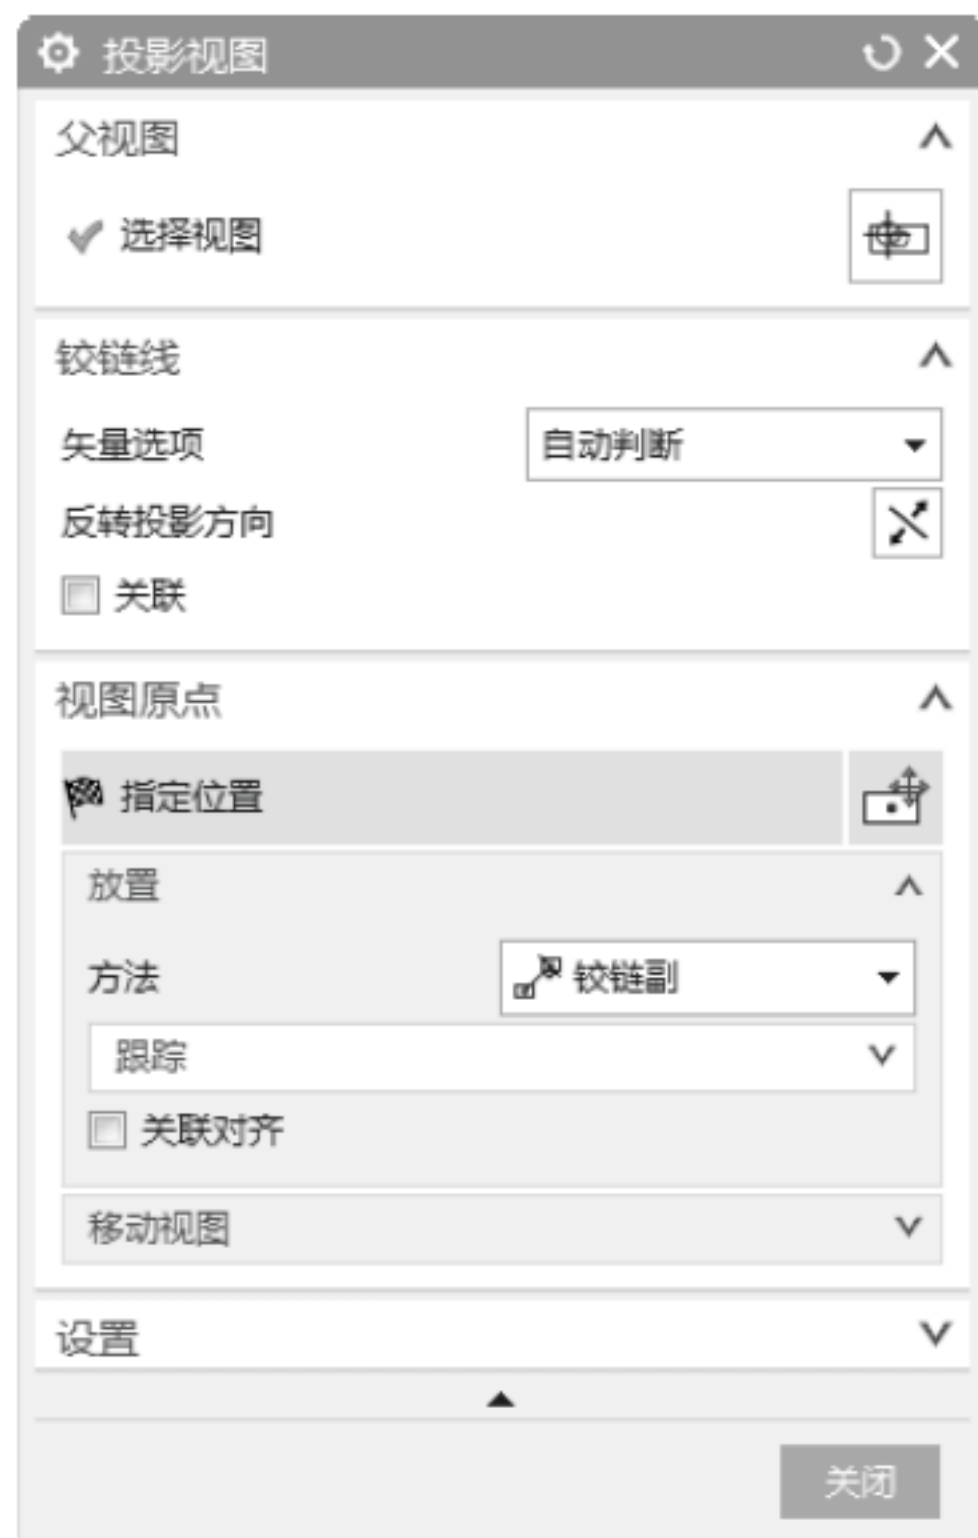 投影视图
父视图
选择视图
铰链线
矢量选项 自动判断
反转投影方向
关联
视图原点
指定位置
放置
方法 铰链副
跟踪
关联对齐
移动视图
设置
关闭